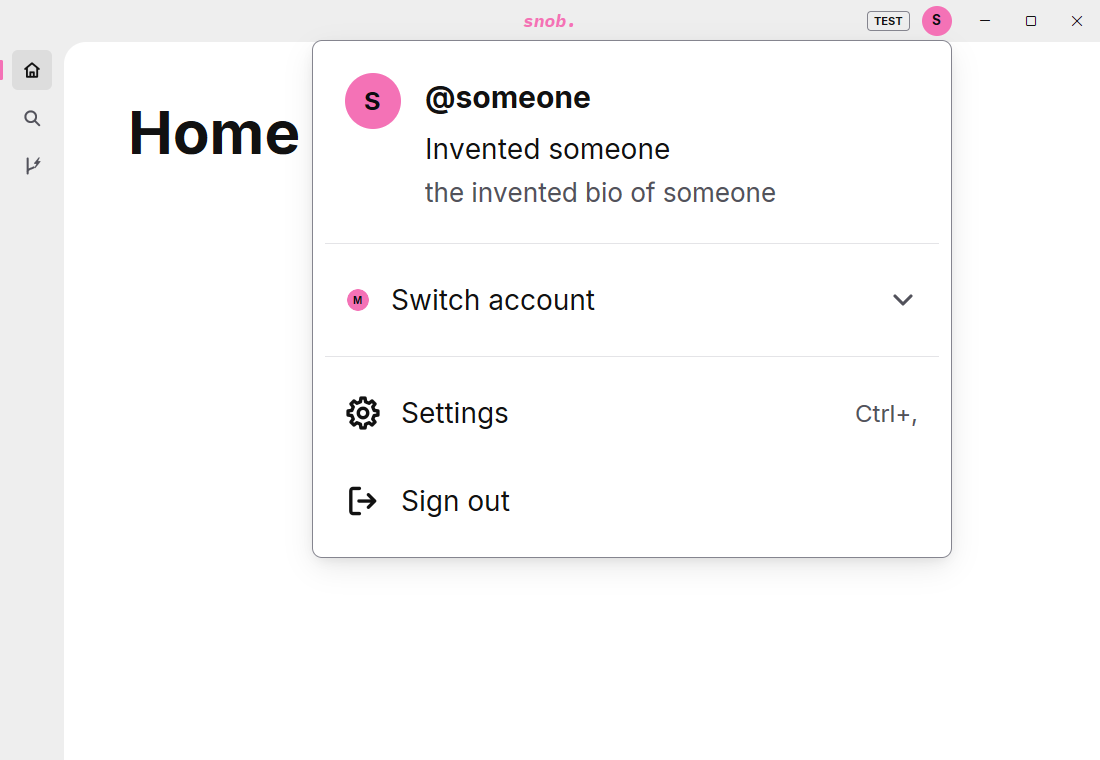 snob.
TEST
S
Home
S
@someone
Invented someone
the invented bio of someone
M
Switch account
Settings
Ctrl+,
Sign out